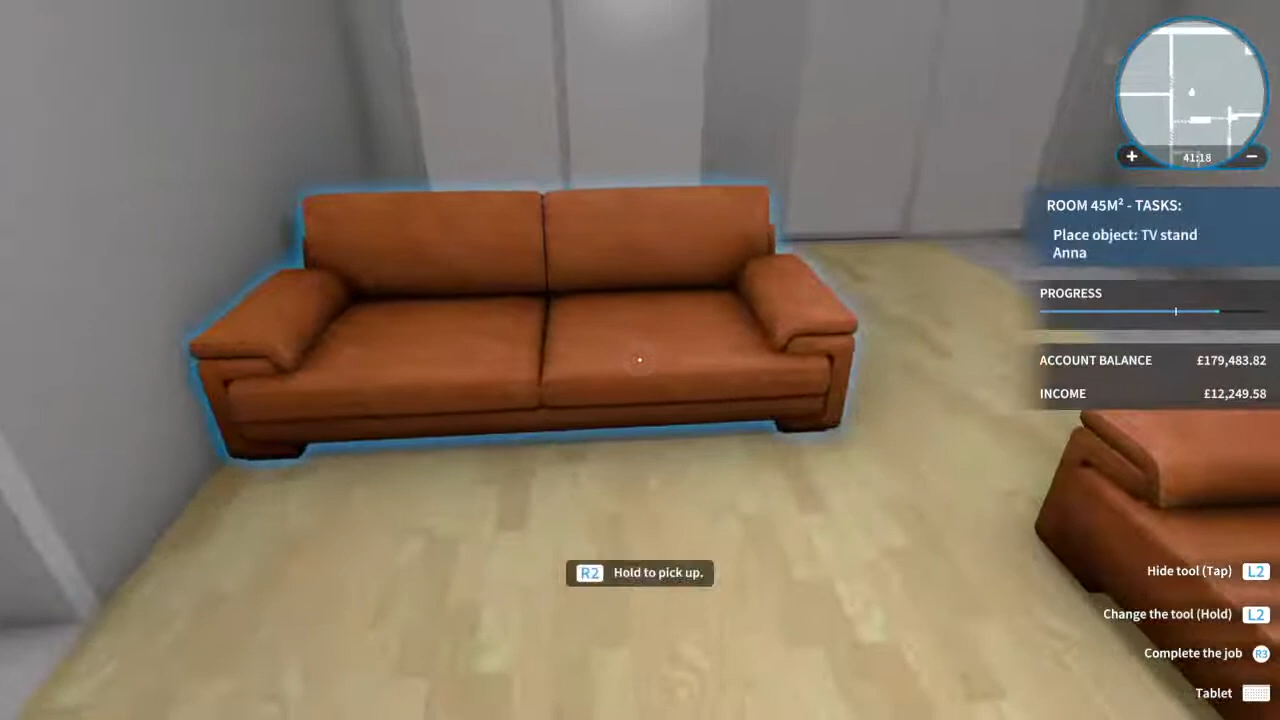 + 41:18 −
ROOM 45M² - TASKS:
Place object: TV stand
Anna
PROGRESS
ACCOUNT BALANCE £179,483.82
INCOME £12,249.58
R2 Hold to pick up.
Hide tool (Tap) L2
Change the tool (Hold) L2
Complete the job R3
Tablet